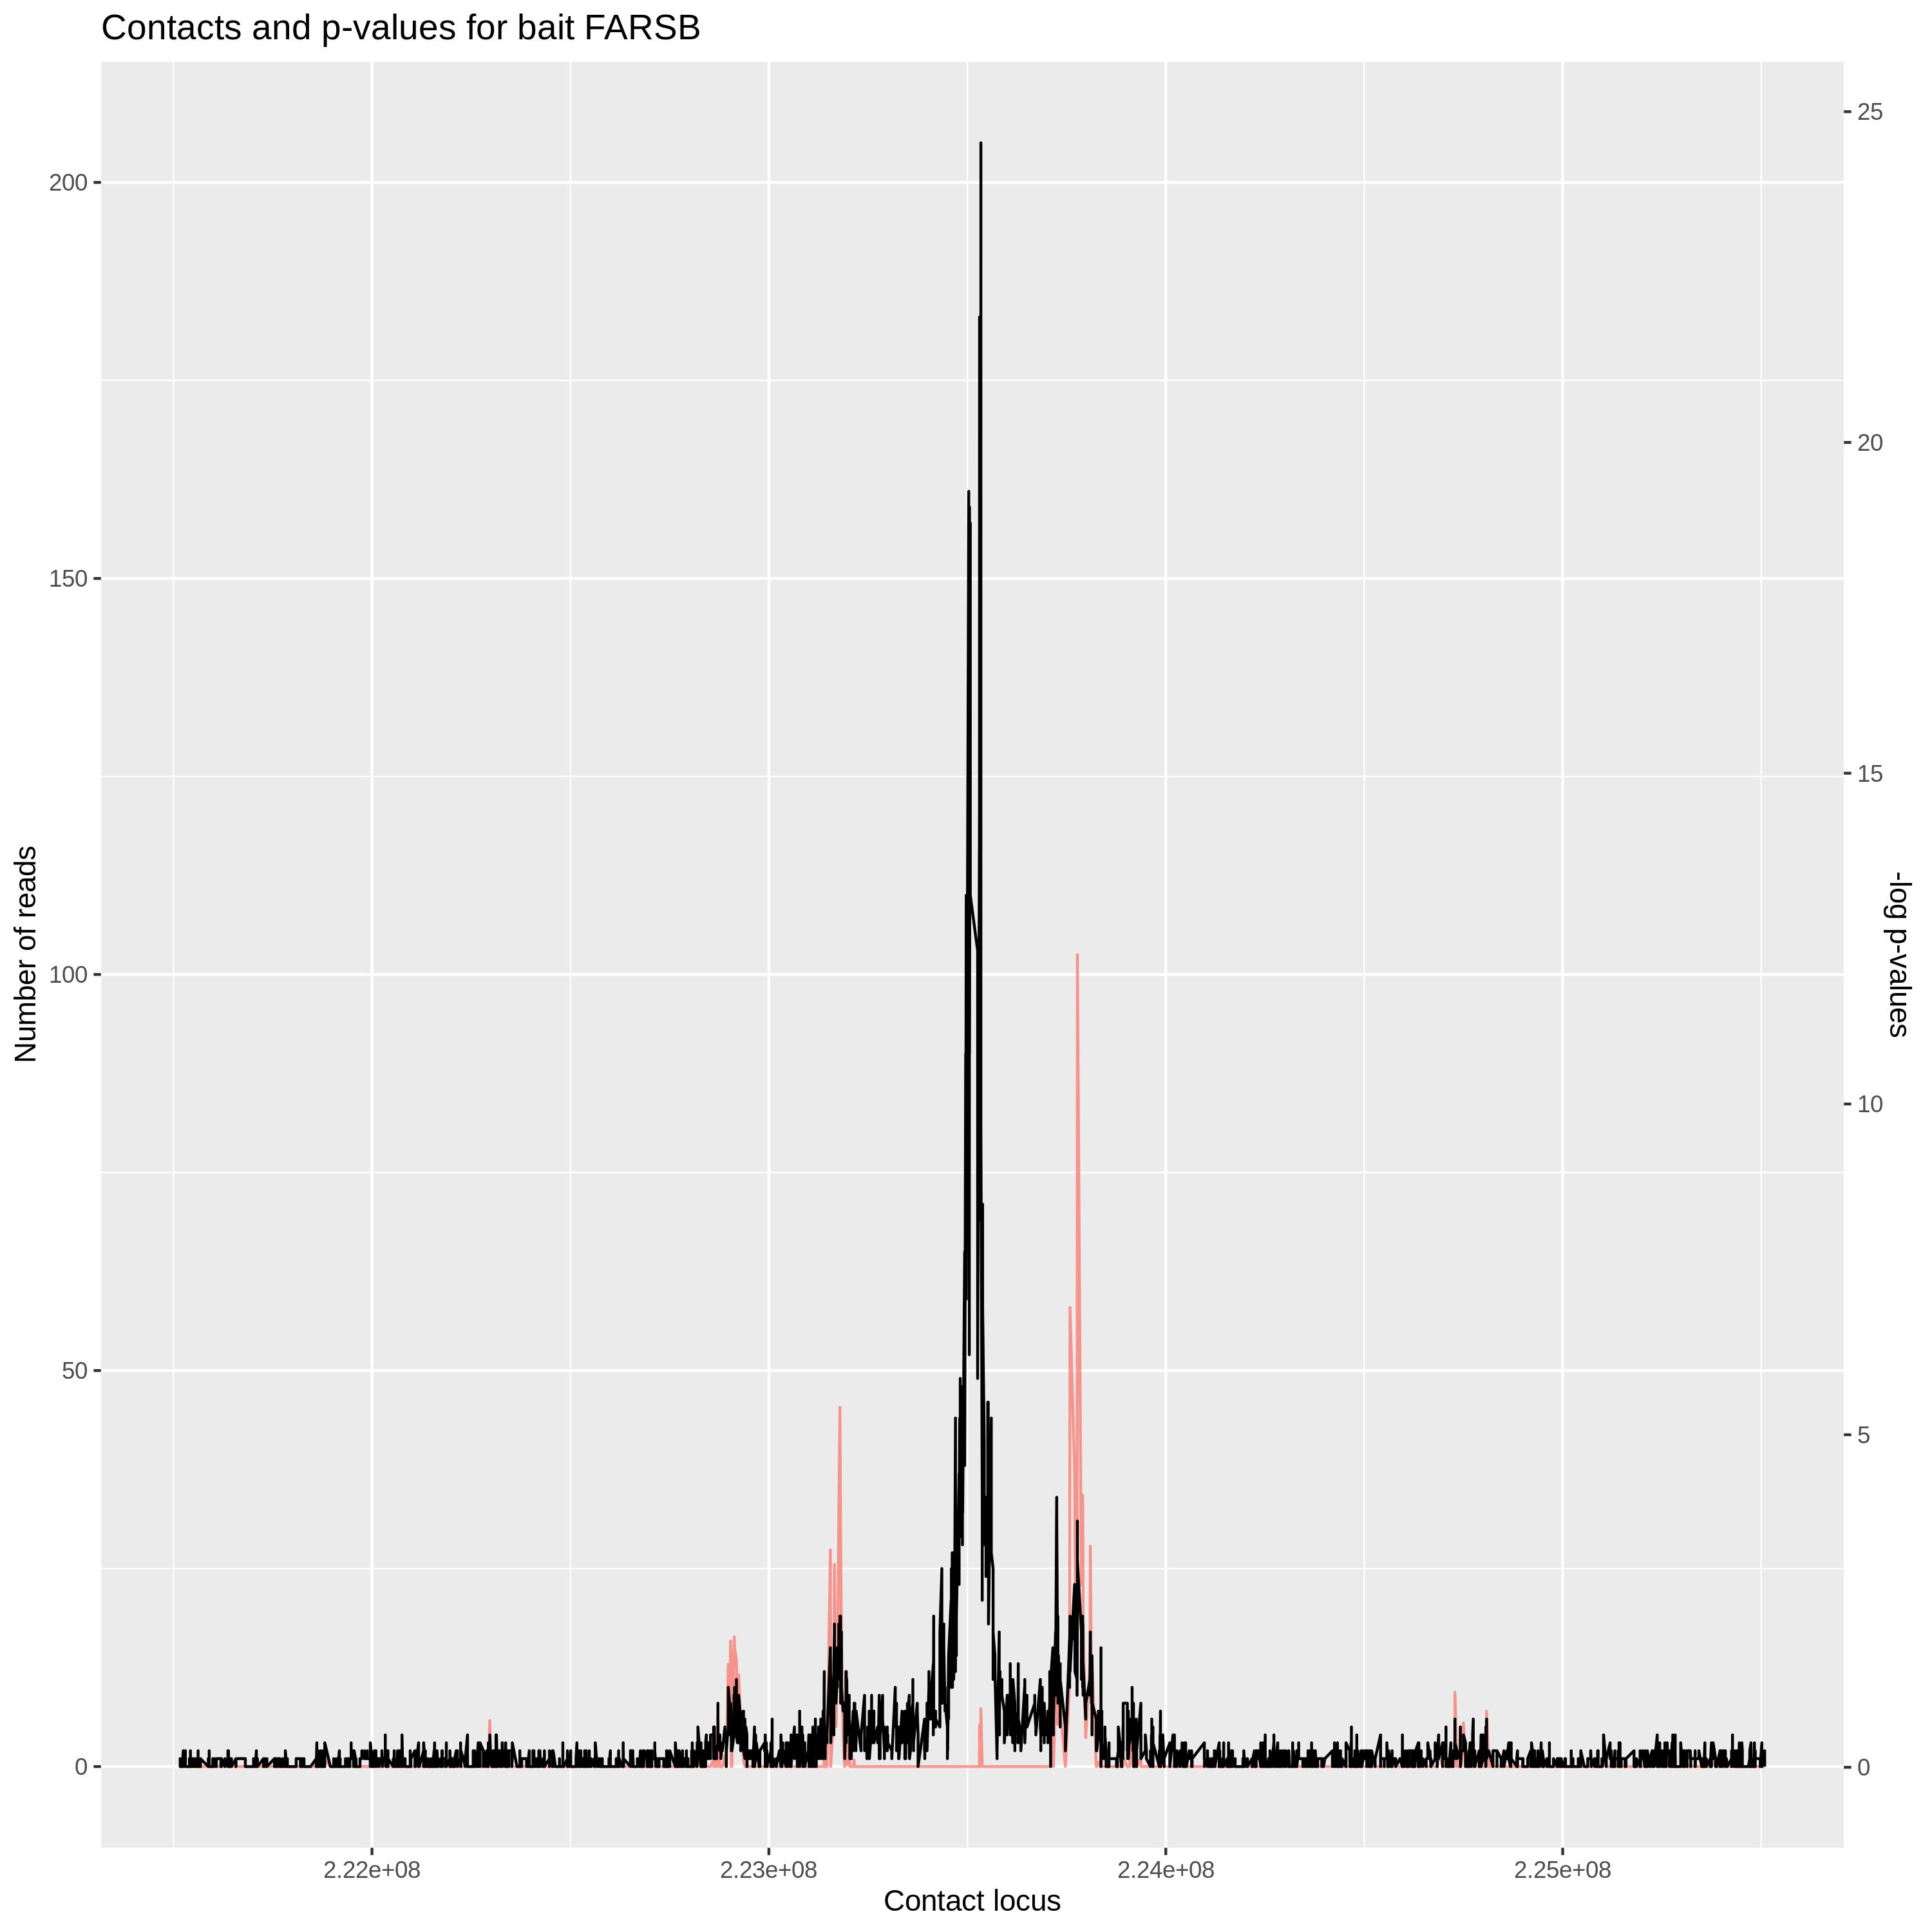 Contacts and p-values for bait FARSB
200
150
100
50
0
Number of reads
25
20
15
10
5
0
-log p-values
2.22e+08
2.23e+08
2.24e+08
2.25e+08
Contact locus